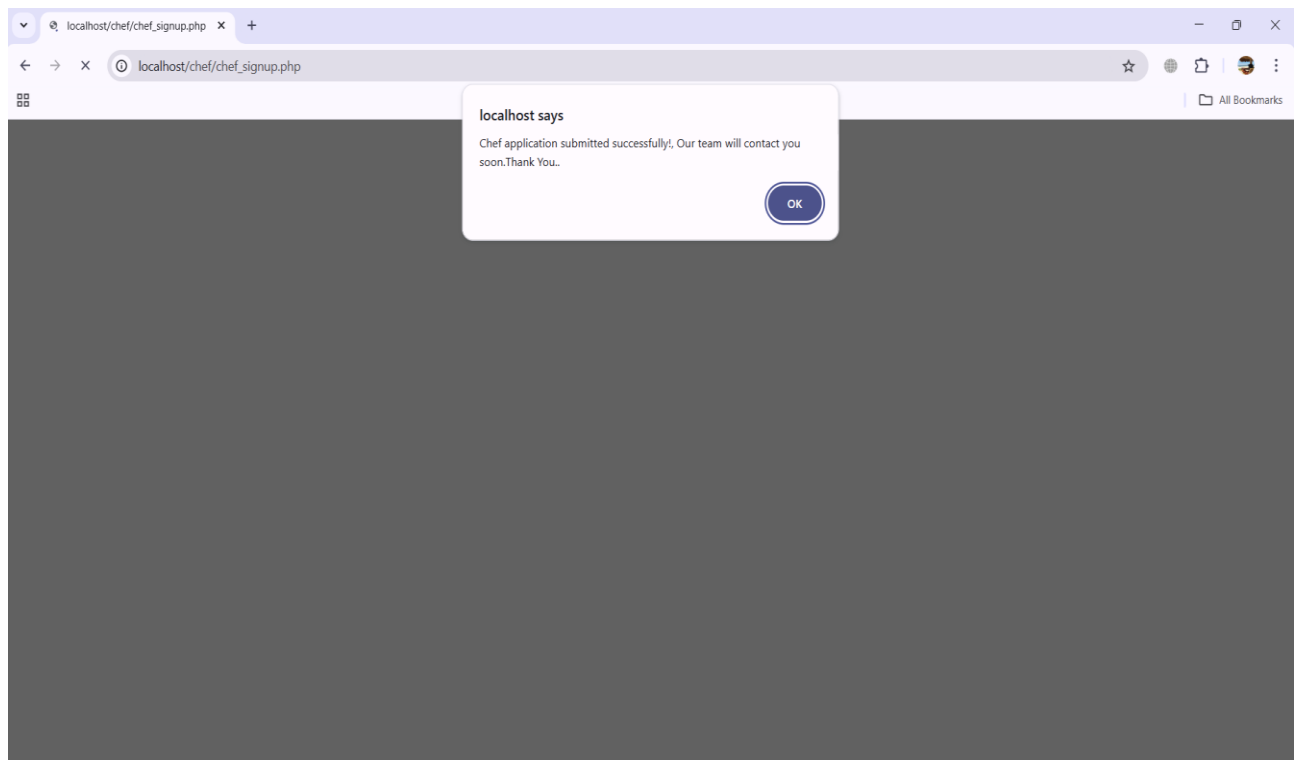 localhost/chef/chef_signup.php
localhost/chef/chef_signup.php
All Bookmarks
localhost says
Chef application submitted successfully!, Our team will contact you
soon.Thank You..
OK